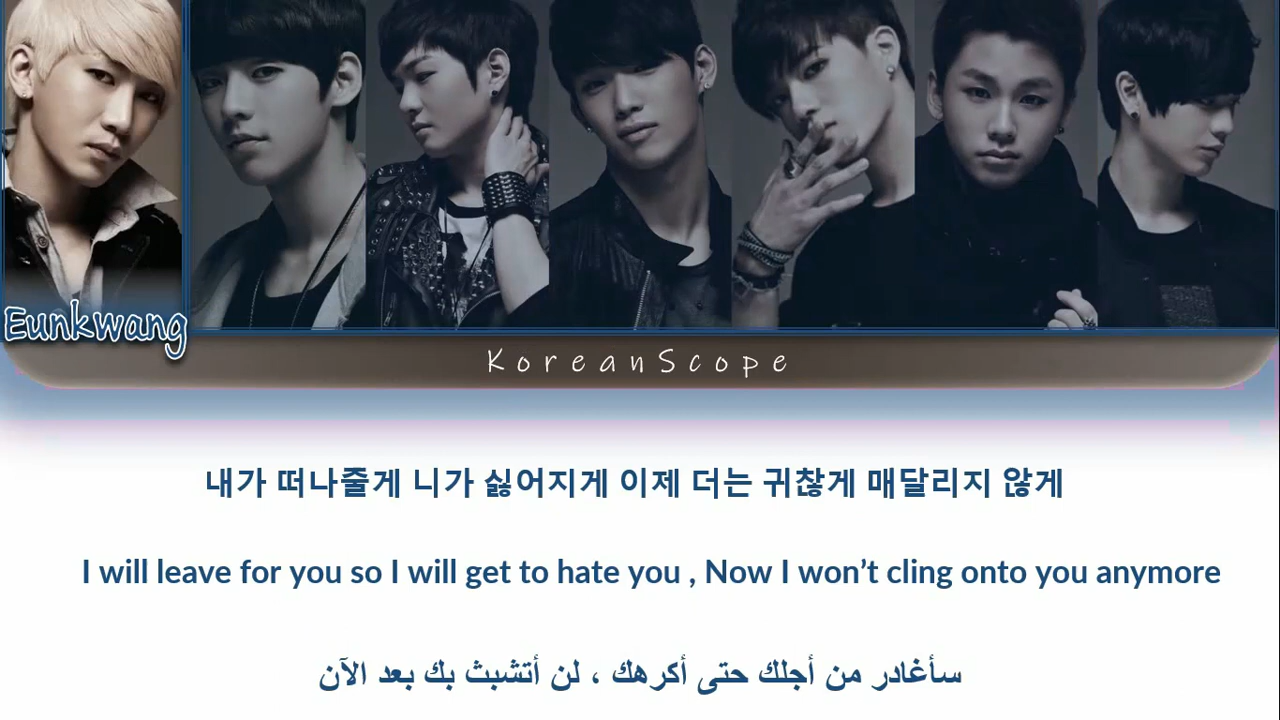 Eunkwang
KoreanScope
내가 떠나줄게 니가 싫어지게 이제 더는 귀찮게 매달리지 않게
I will leave for you so I will get to hate you , Now I won’t cling onto you anymore
سأغادر من أجلك حتى أكرهك ، لن أتشبث بك بعد الآن